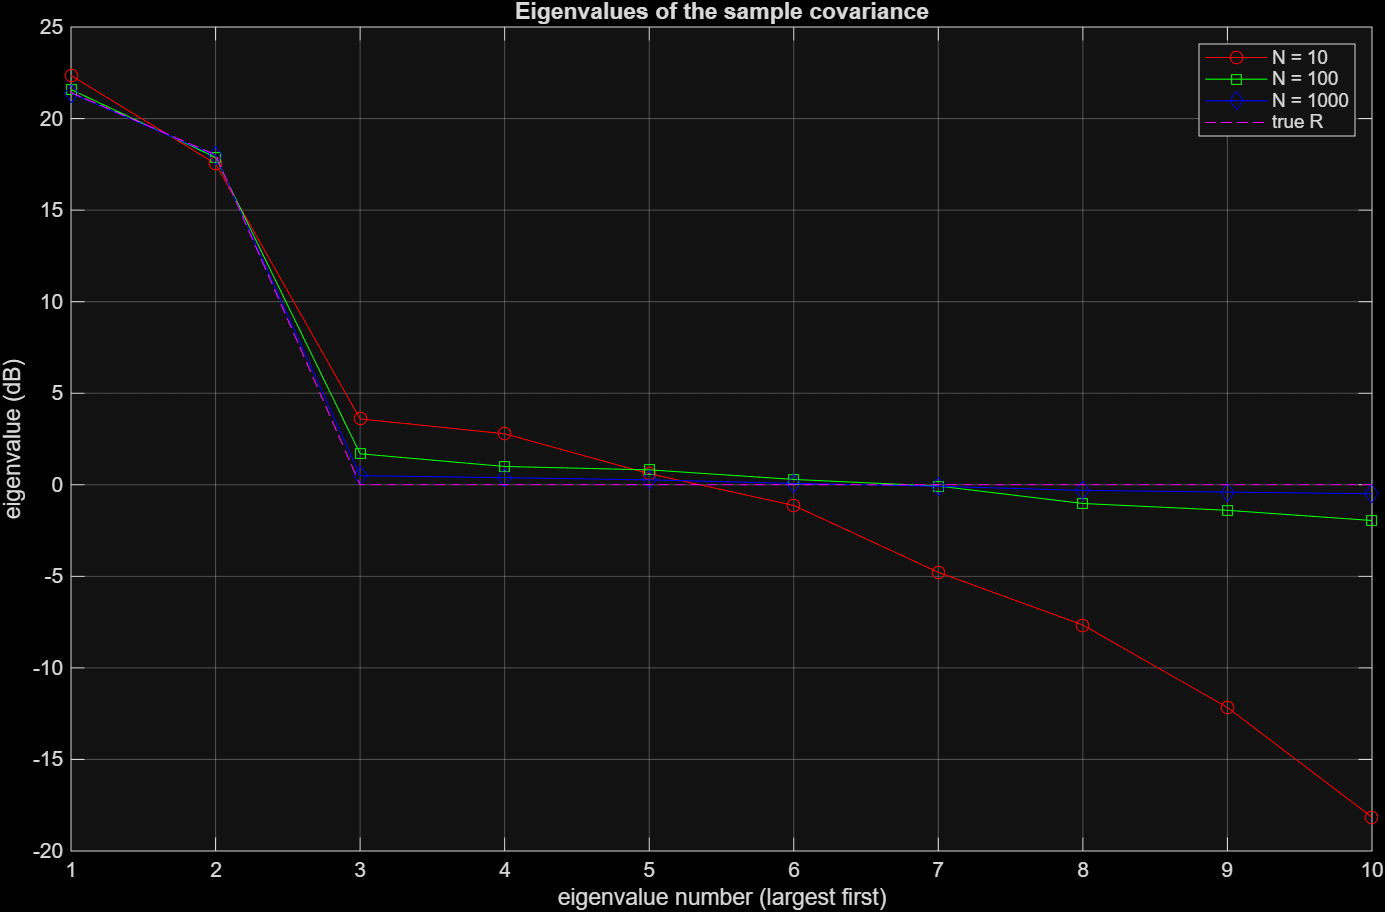 Eigenvalues of the sample covariance
25
20
15
10
5
0
-5
-10
-15
-20
eigenvalue (dB)
N = 10
N = 100
N = 1000
true R
1 2 3 4 5 6 7 8 9 10
eigenvalue number (largest first)